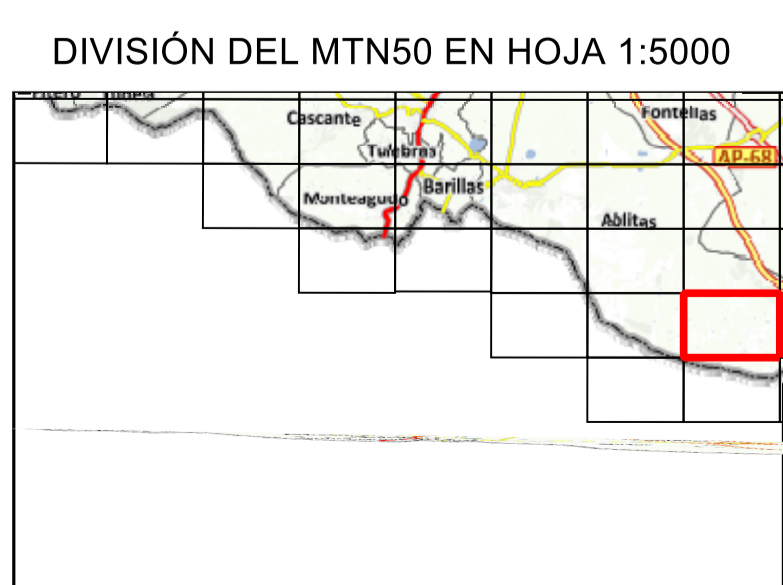 DIVISIÓN DEL MTN50 EN HOJA 1:5000
Cascante
Fontellas
Tulebras
AP-68
Monteagudo
Barillas
Ablitas